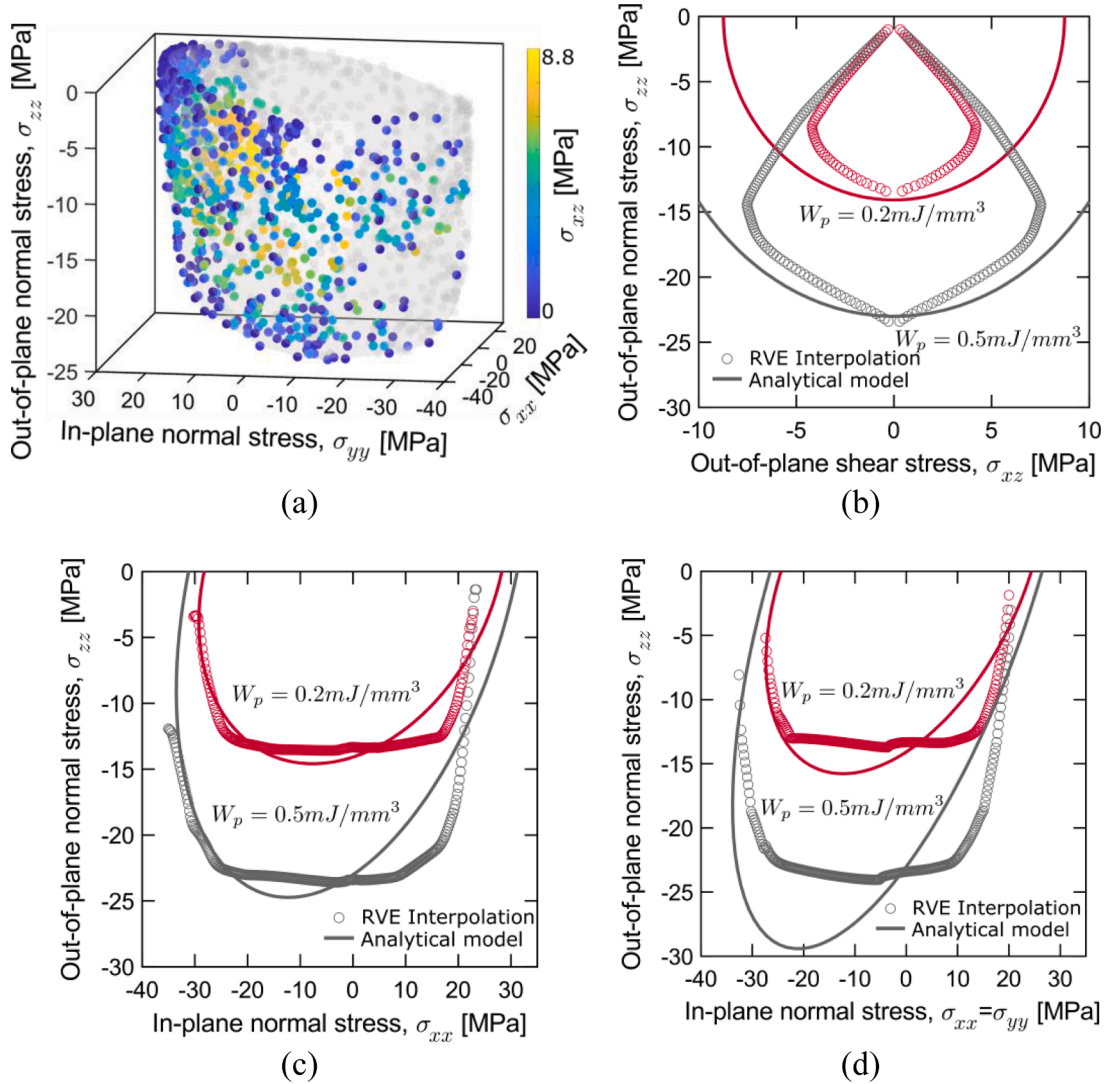 Out-of-plane normal stress, σzz [MPa]
0
-5
-10
-15
-20
-25
30 20 10 0 -10 -20 -30 -40
In-plane normal stress, σyy [MPa]
20
0
-20
-40
σxx [MPa]
8.8
0
σxz [MPa]
(a)
Out-of-plane normal stress, σzz [MPa]
0
-5
-10
-15
-20
-25
-30
Wp = 0.2mJ/mm³
Wp = 0.5mJ/mm³
RVE Interpolation
Analytical model
-10 -5 0 5 10
Out-of-plane shear stress, σxz [MPa]
(b)
Out-of-plane normal stress, σzz [MPa]
0
-5
-10
-15
-20
-25
-30
Wp = 0.2mJ/mm³
Wp = 0.5mJ/mm³
RVE Interpolation
Analytical model
-40 -30 -20 -10 0 10 20 30
In-plane normal stress, σxx [MPa]
(c)
Out-of-plane normal stress, σzz [MPa]
0
-5
-10
-15
-20
-25
-30
Wp = 0.2mJ/mm³
Wp = 0.5mJ/mm³
RVE Interpolation
Analytical model
-40 -30 -20 -10 0 10 20 30
In-plane normal stress, σxx=σyy [MPa]
(d)